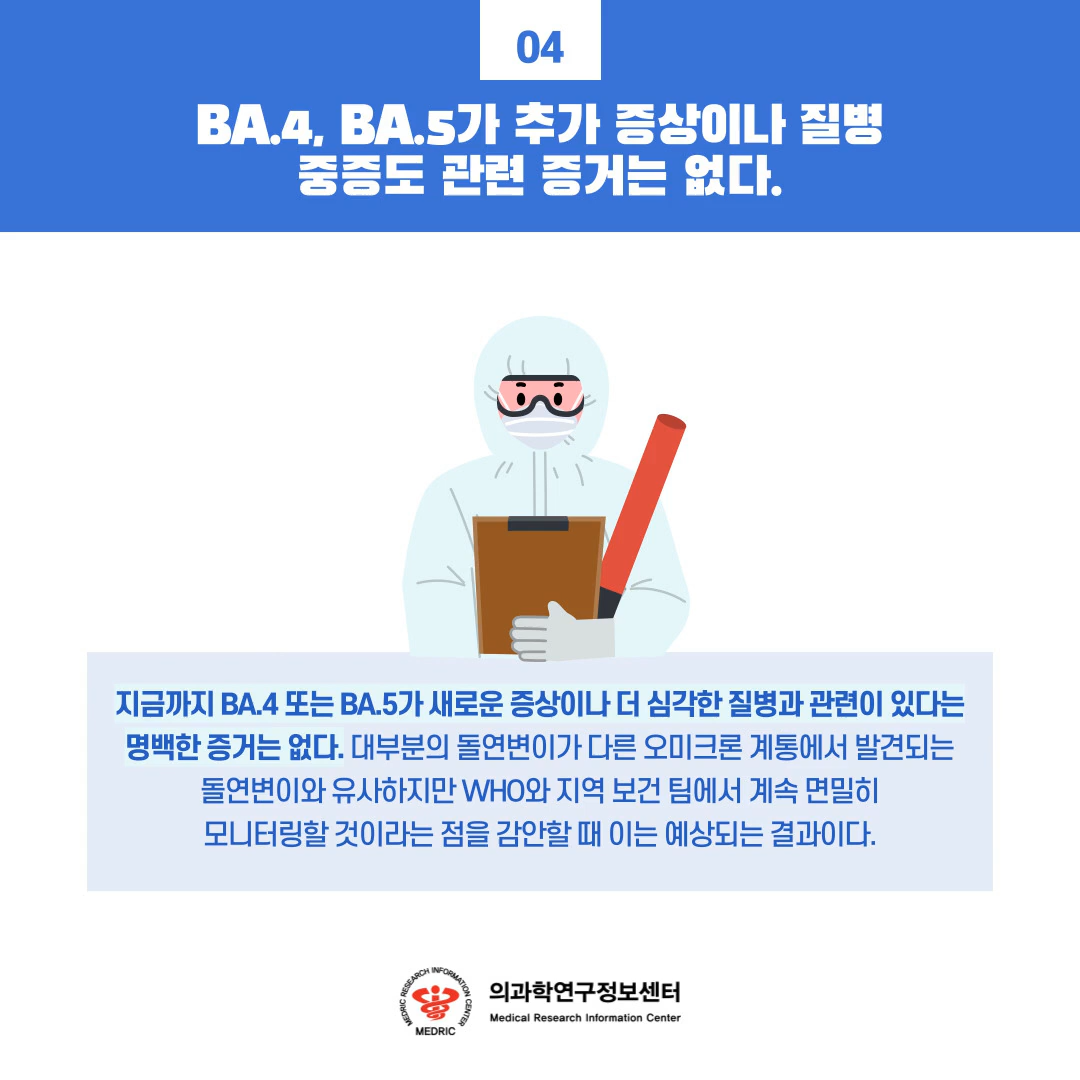 04
BA.4, BA.5가 추가 증상이나 질병
중증도 관련 증거는 없다.
지금까지 BA.4 또는 BA.5가 새로운 증상이나 더 심각한 질병과 관련이 있다는
명백한 증거는 없다. 대부분의 돌연변이가 다른 오미크론 계통에서 발견되는
돌연변이와 유사하지만 WHO와 지역 보건 팀에서 계속 면밀히
모니터링할 것이라는 점을 감안할 때 이는 예상되는 결과이다.
MEDRIC RESEARCH INFORMATION CENTER
MEDRIC
의과학연구정보센터
Medical Research Information Center